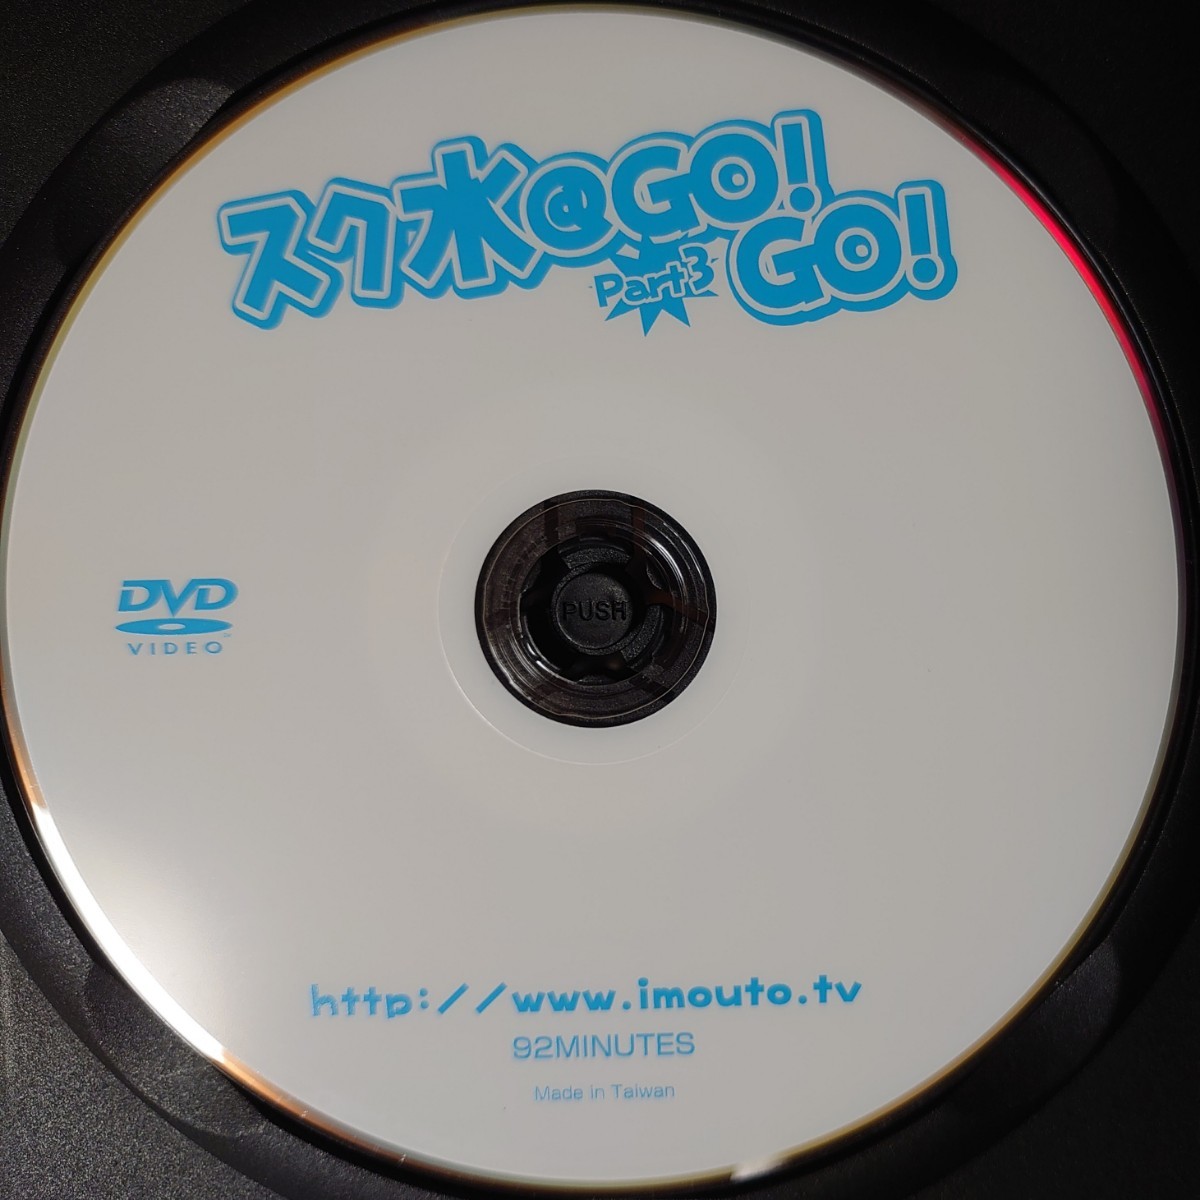 スク水@GO!
Part3 GO!
DVD
VIDEO
PUSH
http://www.imouto.tv
92MINUTES
Made in Taiwan